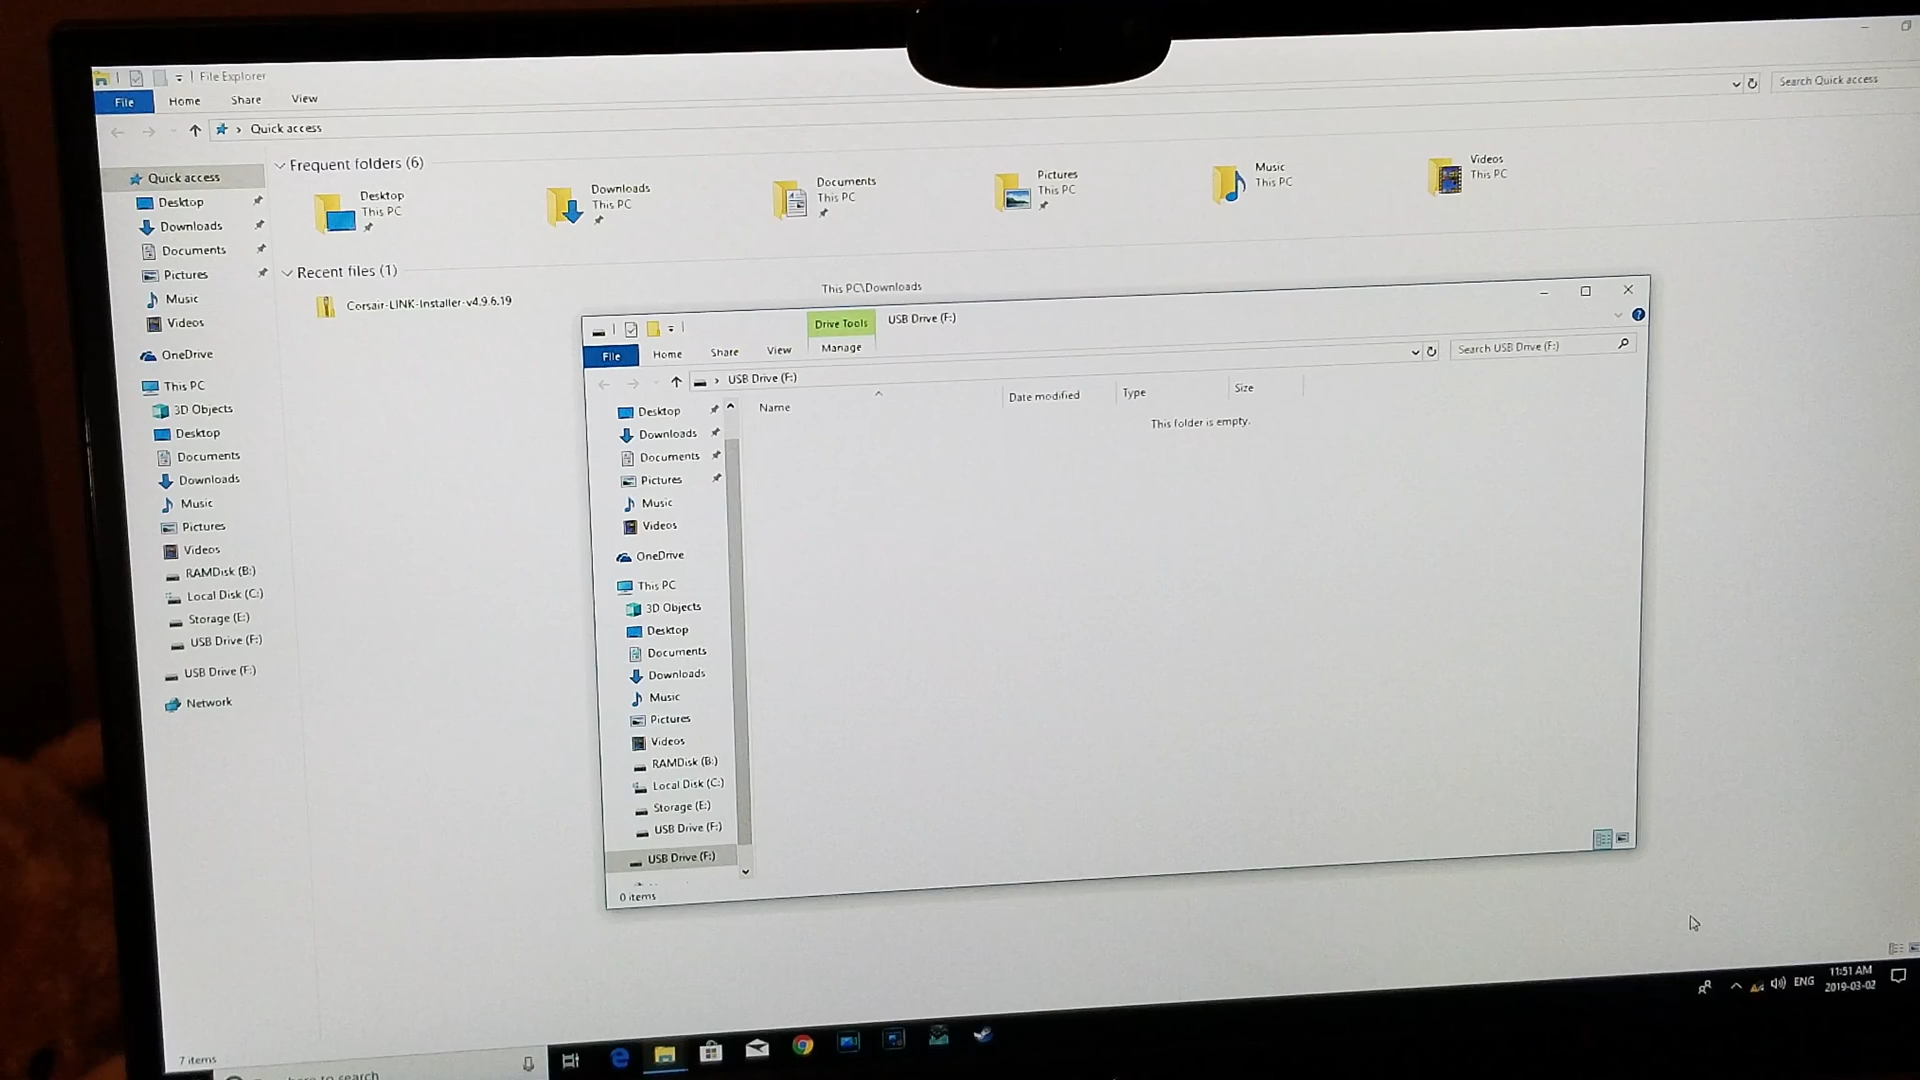 File Explorer
File Home Share View
Quick access
Search Quick access
Quick access
Desktop
Downloads
Documents
Pictures
Music
Videos
OneDrive
This PC
3D Objects
Desktop
Documents
Downloads
Music
Pictures
Videos
RAMDisk (B:)
Local Disk (C:)
Storage (E:)
USB Drive (F:)
USB Drive (F:)
Network
7 items
Frequent folders (6)
Desktop
This PC
Downloads
This PC
Documents
This PC
Pictures
This PC
Music
This PC
Videos
This PC
Recent files (1)
Corsair-LINK-Installer-v4.9.6.19
This PC\Downloads
Drive Tools
USB Drive (F:)
File Home Share View Manage
USB Drive (F:)
Search USB Drive (F:)
Name Date modified Type Size
This folder is empty.
Desktop
Downloads
Documents
Pictures
Music
Videos
OneDrive
This PC
3D Objects
Desktop
Documents
Downloads
Music
Pictures
Videos
RAMDisk (B:)
Local Disk (C:)
Storage (E:)
USB Drive (F:)
USB Drive (F:)
0 items
here to search
ENG
11:51 AM
2019-03-02